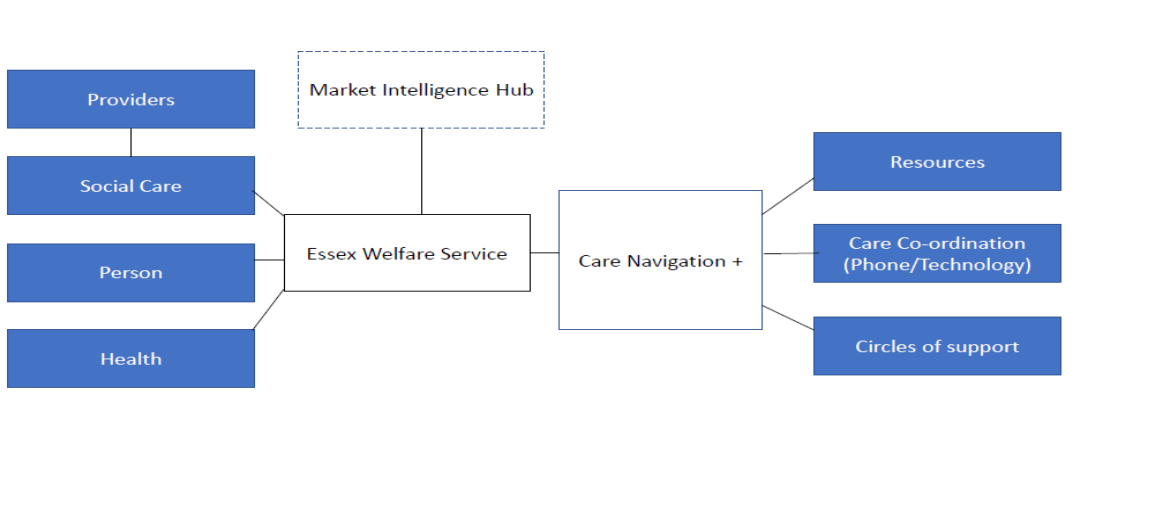 Providers
Market Intelligence Hub
Social Care
Person
Health
Essex Welfare Service
Care Navigation +
Resources
Care Co-ordination
(Phone/Technology)
Circles of support